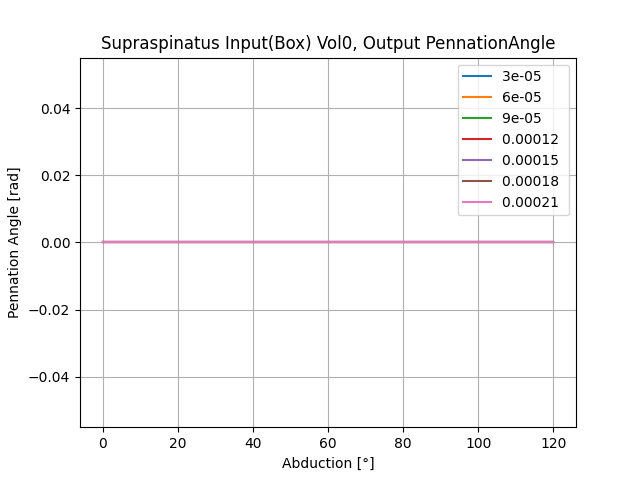 Supraspinatus Input(Box) Vol0, Output PennationAngle
3e-05
6e-05
9e-05
0.00012
0.00015
0.00018
0.00021
0.04
0.02
0.00
−0.02
−0.04
Pennation Angle [rad]
0 20 40 60 80 100 120
Abduction [°]